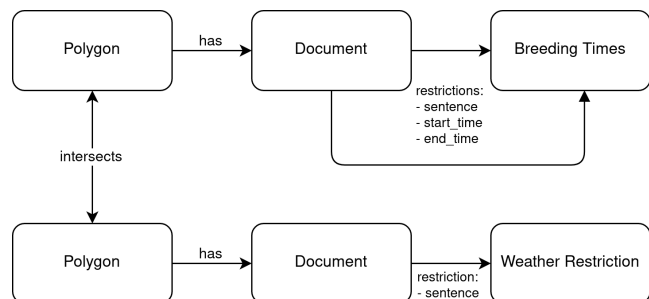 Polygon
has
Document
Breeding Times
restrictions:
- sentence
- start_time
- end_time
intersects
Polygon
has
Document
Weather Restriction
restriction:
- sentence